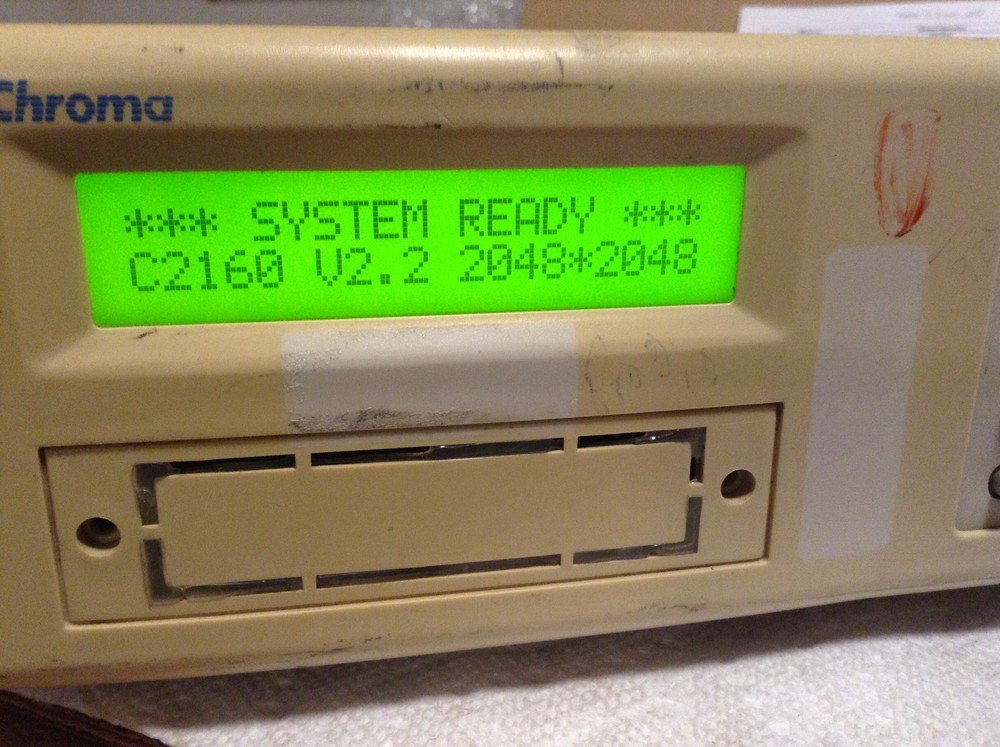 Chroma
*** SYSTEM READY ***
C2160 V2.2 2048*2048